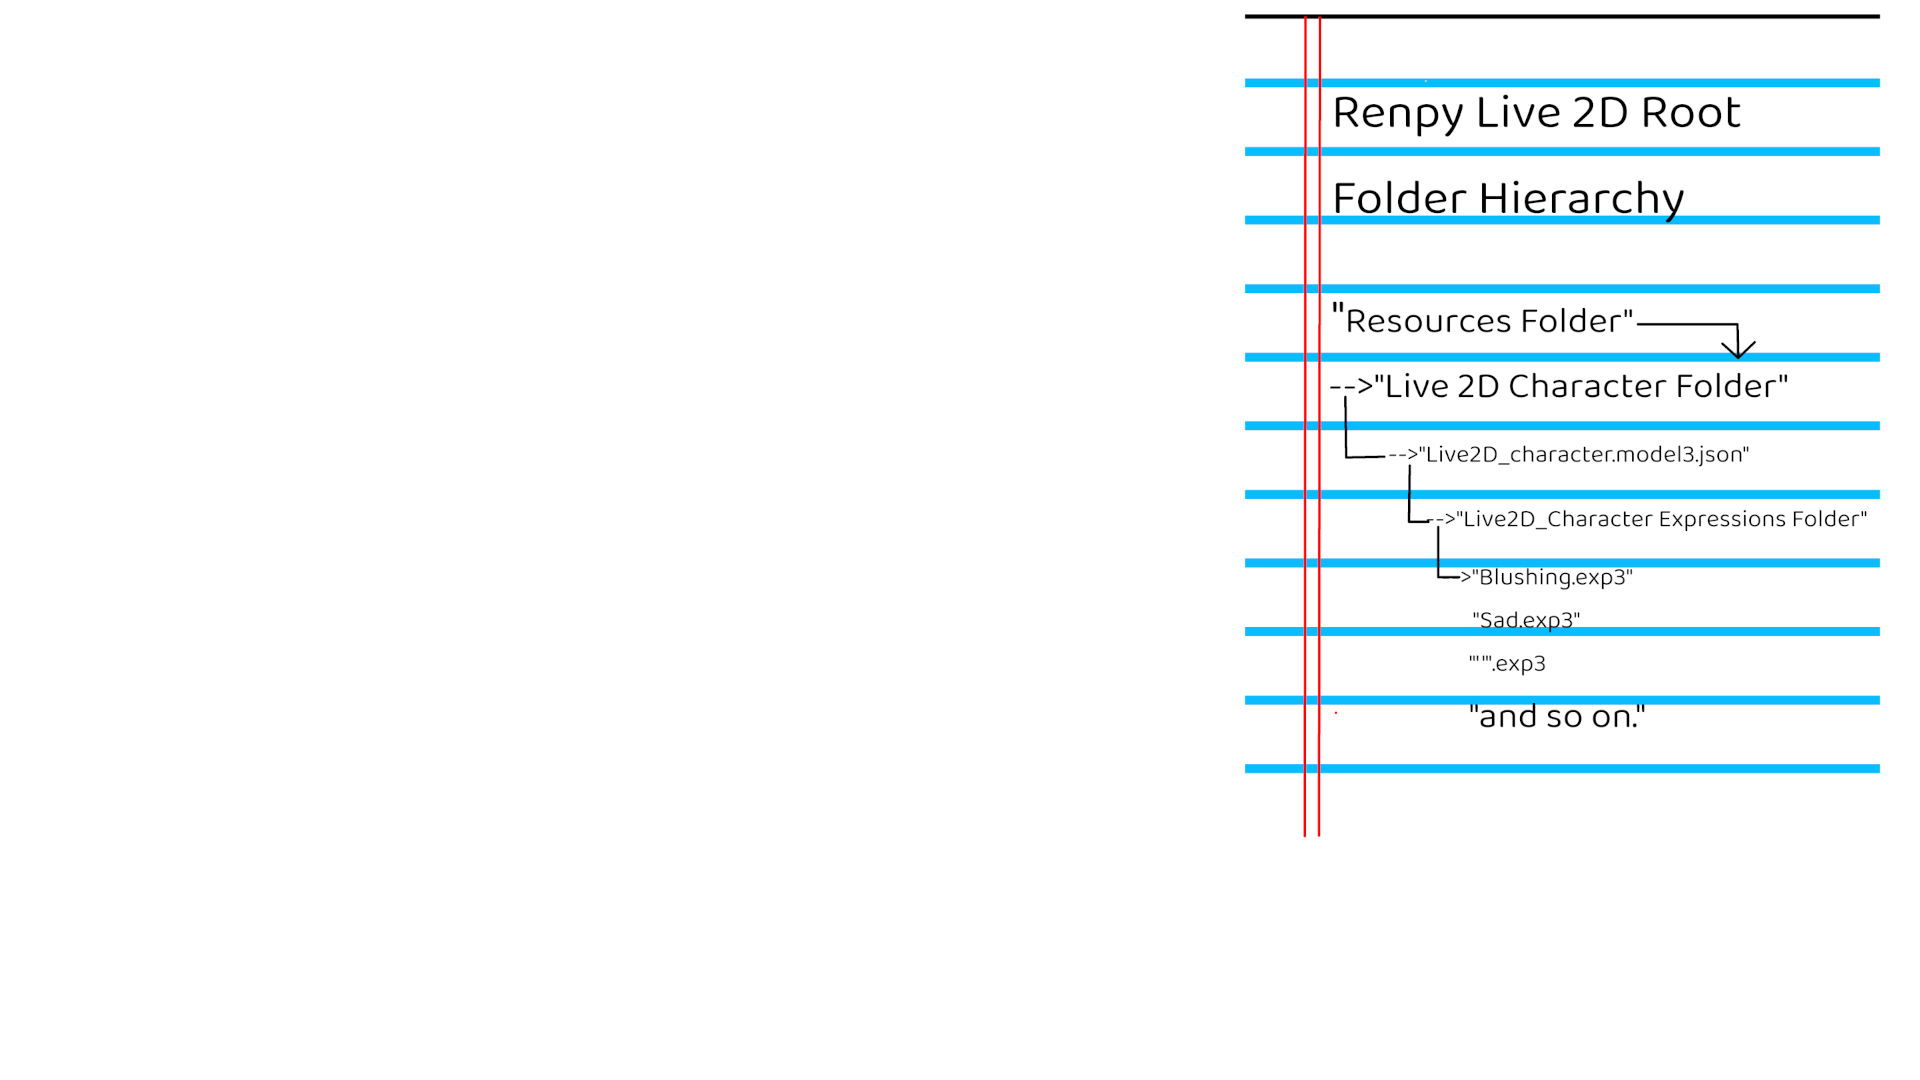 Renpy Live 2D Root
Folder Hierarchy
"Resources Folder"
-->"Live 2D Character Folder"
-->"Live2D_character.model3.json"
-->"Live2D_Character Expressions Folder"
>"Blushing.exp3"
"Sad.exp3"
"'"'".exp3
"and so on."